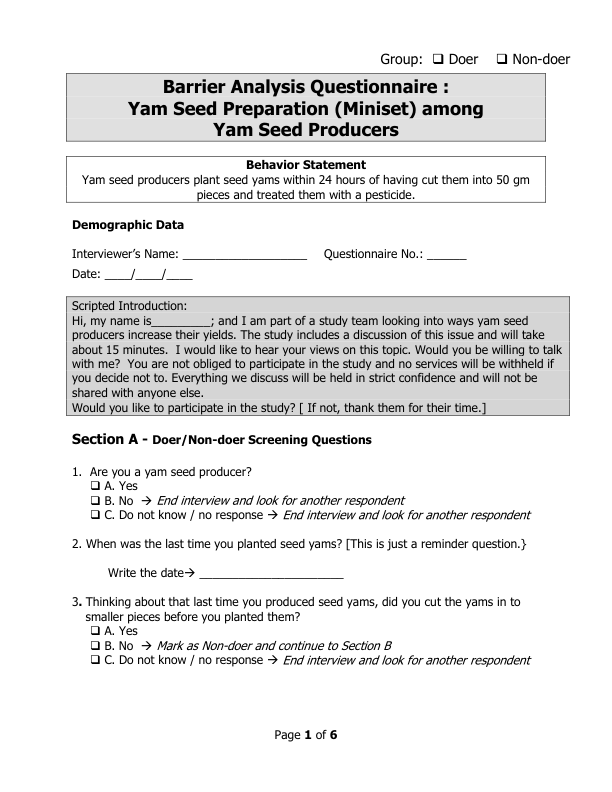 Group: ❑ Doer ❑ Non-doer
Barrier Analysis Questionnaire :
Yam Seed Preparation (Miniset) among
Yam Seed Producers
Behavior Statement
Yam seed producers plant seed yams within 24 hours of having cut them into 50 gm
pieces and treated them with a pesticide.
Demographic Data
Interviewer's Name: ___________________ Questionnaire No.: ______
Date: ____/____/____
Scripted Introduction:
Hi, my name is_________; and I am part of a study team looking into ways yam seed
producers increase their yields. The study includes a discussion of this issue and will take
about 15 minutes. I would like to hear your views on this topic. Would you be willing to talk
with me? You are not obliged to participate in the study and no services will be withheld if
you decide not to. Everything we discuss will be held in strict confidence and will not be
shared with anyone else.
Would you like to participate in the study? [ If not, thank them for their time.]
Section A - Doer/Non-doer Screening Questions
1. Are you a yam seed producer?
❑ A. Yes
❑ B. No → End interview and look for another respondent
❑ C. Do not know / no response → End interview and look for another respondent
2. When was the last time you planted seed yams? [This is just a reminder question.}
Write the date→ ______________________
3. Thinking about that last time you produced seed yams, did you cut the yams in to
smaller pieces before you planted them?
❑ A. Yes
❑ B. No → Mark as Non-doer and continue to Section B
❑ C. Do not know / no response → End interview and look for another respondent
Page 1 of 6